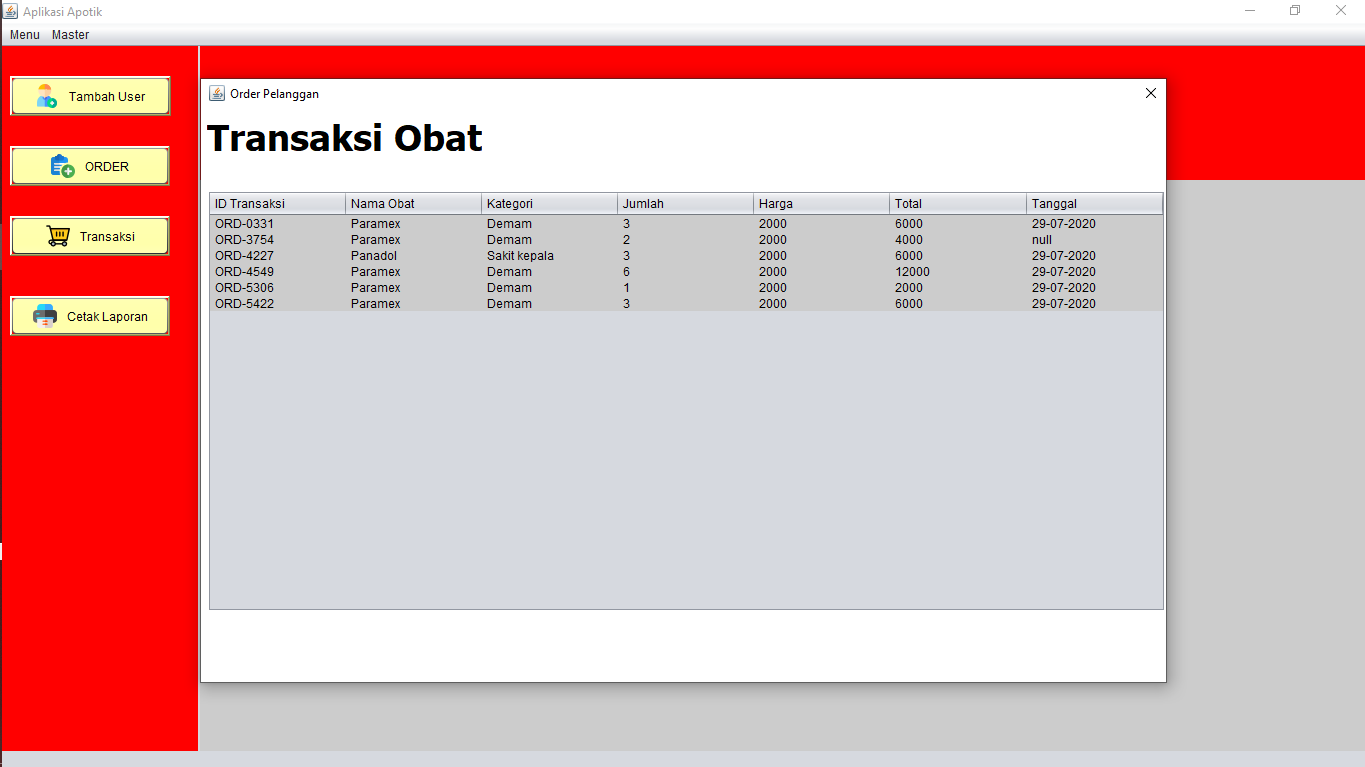 Aplikasi Apotik
Menu Master
Tambah User
ORDER
Transaksi
Cetak Laporan
Order Pelanggan
Transaksi Obat
ID Transaksi Nama Obat Kategori Jumlah Harga Total Tanggal
ORD-0331 Paramex Demam 3 2000 6000 29-07-2020
ORD-3754 Paramex Demam 2 2000 4000 null
ORD-4227 Panadol Sakit kepala 3 2000 6000 29-07-2020
ORD-4549 Paramex Demam 6 2000 12000 29-07-2020
ORD-5306 Paramex Demam 1 2000 2000 29-07-2020
ORD-5422 Paramex Demam 3 2000 6000 29-07-2020